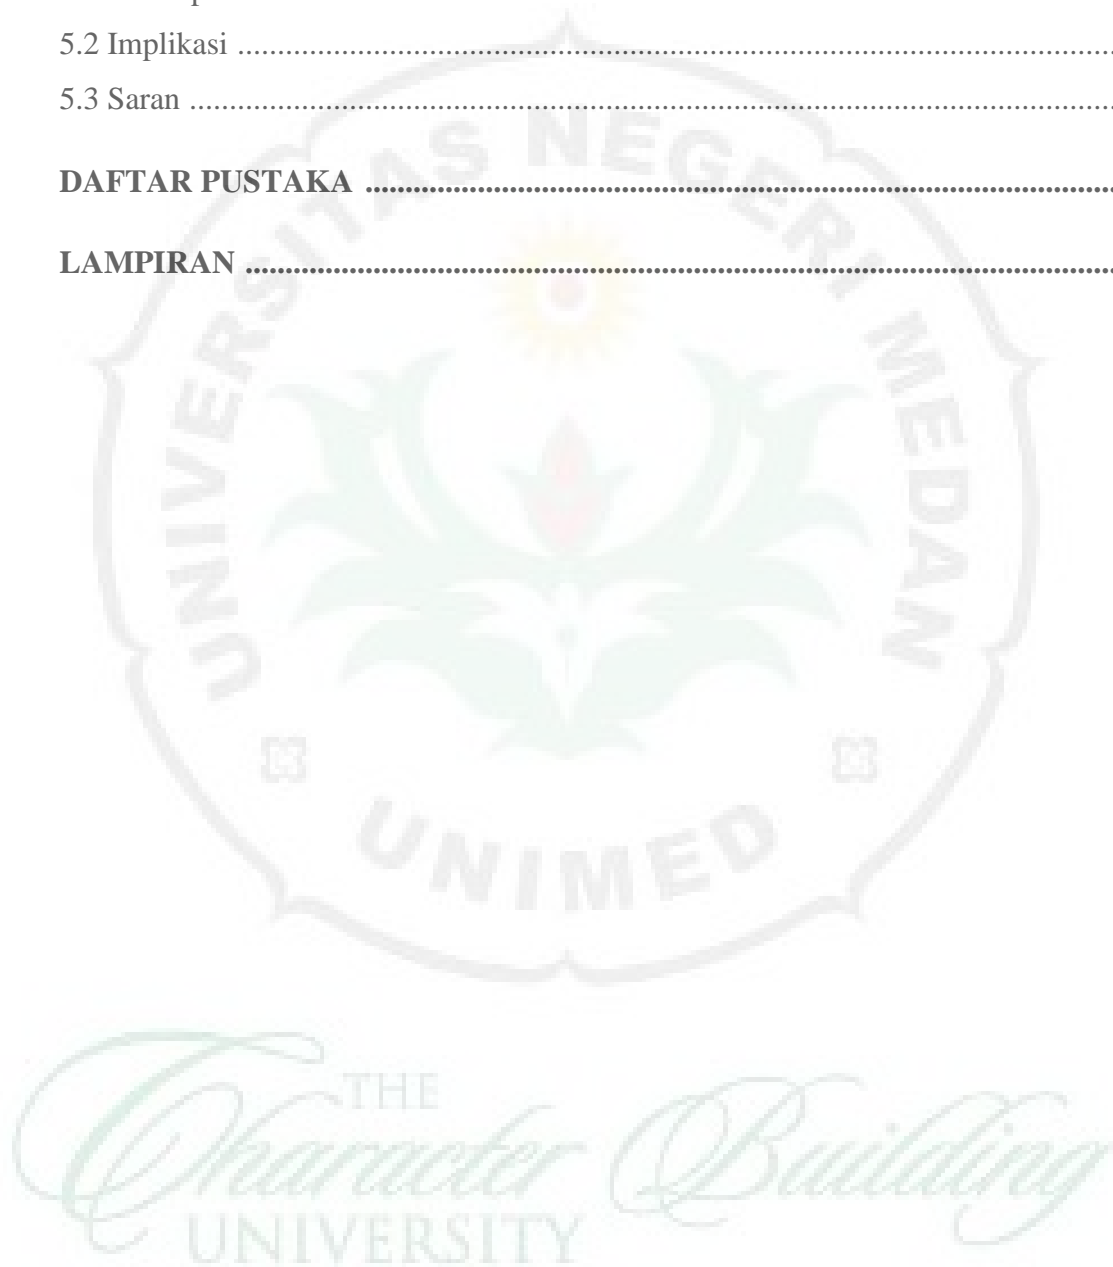 5.2 Implikasi ................................................................................................................
5.3 Saran ......................................................................................................................
DAFTAR PUSTAKA ..............................................................................................
LAMPIRAN .............................................................................................................
UNIVERSITAS NEGERI MEDAN
UNIMED
THE
Character Building
UNIVERSITY